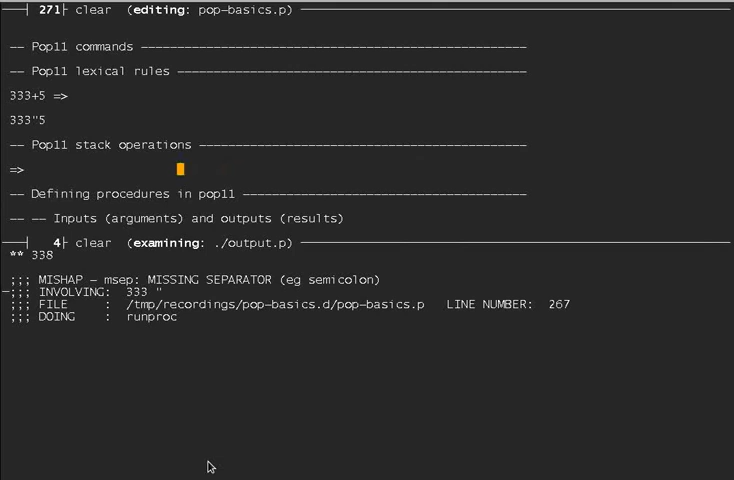 271 clear (editing: pop-basics.p)
-- Pop11 commands
-- Pop11 lexical rules
333+5 =>
333"5
-- Pop11 stack operations
=>
-- Defining procedures in pop11
-- -- Inputs (arguments) and outputs (results)
4 clear (examining: ./output.p)
** 338
;;; MISHAP - msep: MISSING SEPARATOR (eg semicolon)
;;; INVOLVING: 333 "
;;; FILE : /tmp/recordings/pop-basics.d/pop-basics.p LINE NUMBER: 267
;;; DOING : runproc